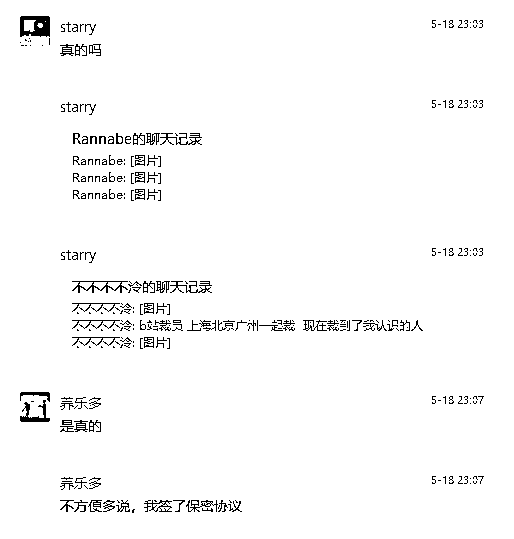 starry
5-18 23:03
真的吗
starry
5-18 23:03
Rannabe的聊天记录
Rannabe: [图片]
Rannabe: [图片]
Rannabe: [图片]
starry
5-18 23:03
不不不不泠的聊天记录
不不不不泠: [图片]
不不不不泠: b站裁员 上海北京广州一起裁 现在裁到了我认识的人
不不不不泠: [图片]
养乐多
5-18 23:07
是真的
养乐多
5-18 23:07
不方便多说，我签了保密协议